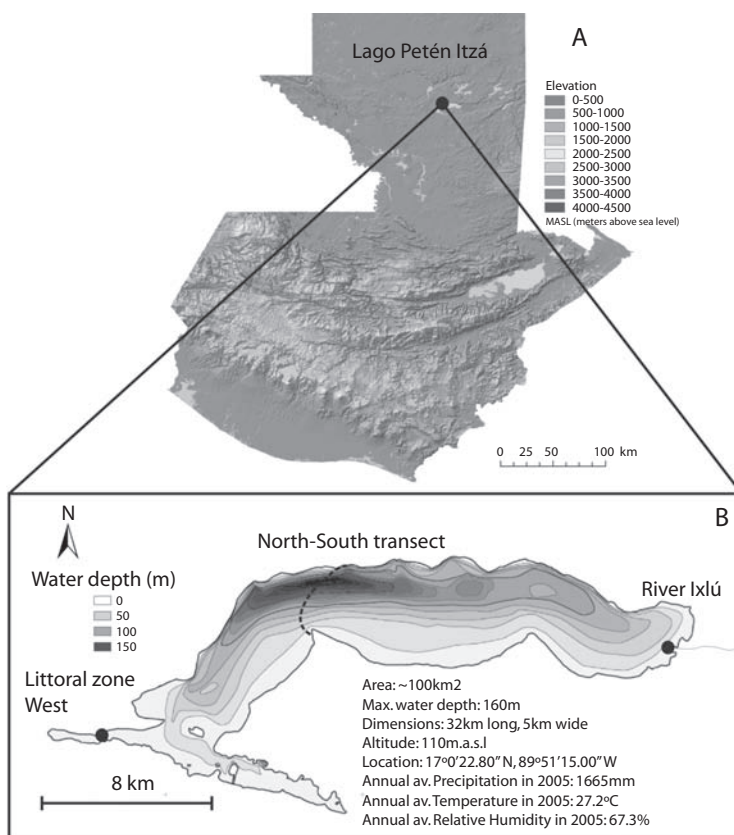 Lago Petén Itzá
A
Elevation
0-500
500-1000
1000-1500
1500-2000
2000-2500
2500-3000
3000-3500
3500-4000
4000-4500
MASL (meters above sea level)
0 25 50 100 km
B
N
North-South transect
Water depth (m)
0
50
100
150
River Ixlú
Littoral zone
West
8 km
Area: ~100km2
Max. water depth: 160m
Dimensions: 32km long, 5km wide
Altitude: 110m.a.s.l
Location: 17º0'22.80" N, 89º51'15.00" W
Annual av. Precipitation in 2005: 1665mm
Annual av. Temperature in 2005: 27.2ºC
Annual av. Relative Humidity in 2005: 67.3%